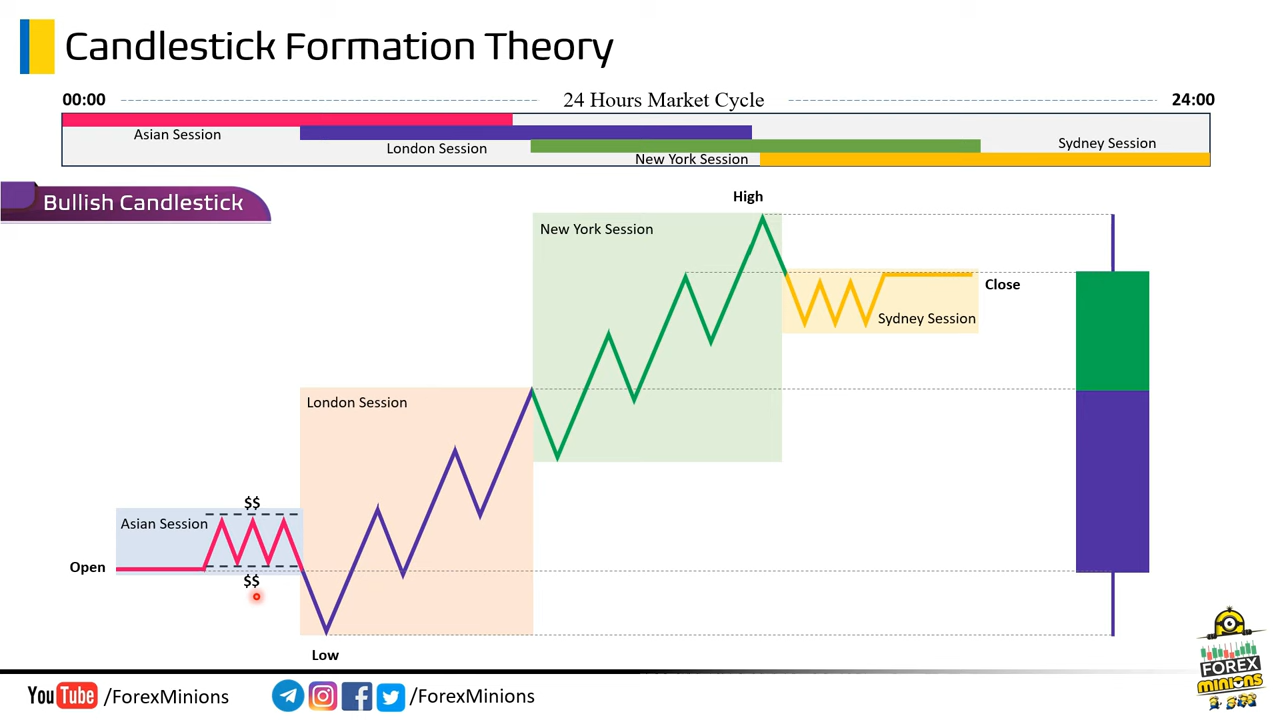 Candlestick Formation Theory
00:00 24 Hours Market Cycle 24:00
Asian Session
London Session
New York Session
Sydney Session
Bullish Candlestick
High
New York Session
Close
Sydney Session
London Session
$$
Asian Session
Open
$$
Low
YouTube /ForexMinions /ForexMinions
FOREX
MINIONS